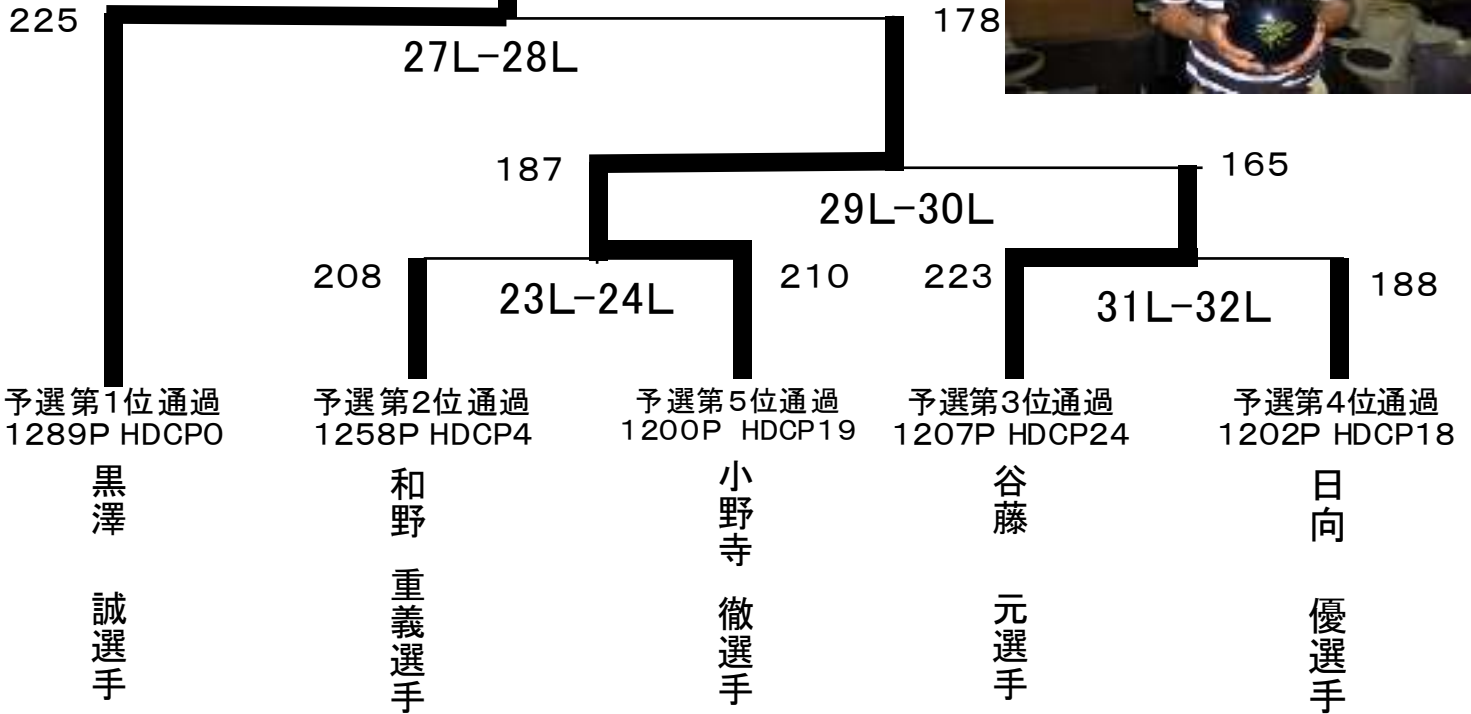 225
178
27L-28L
187
165
29L-30L
208
210
223
188
23L-24L
31L-32L
予選第1位通過
1289P HDCP0
黒澤 誠選手
予選第2位通過
1258P HDCP4
和野 重義選手
予選第5位通過
1200P HDCP19
小野寺 徹選手
予選第3位通過
1207P HDCP24
谷藤 元選手
予選第4位通過
1202P HDCP18
日向 優選手